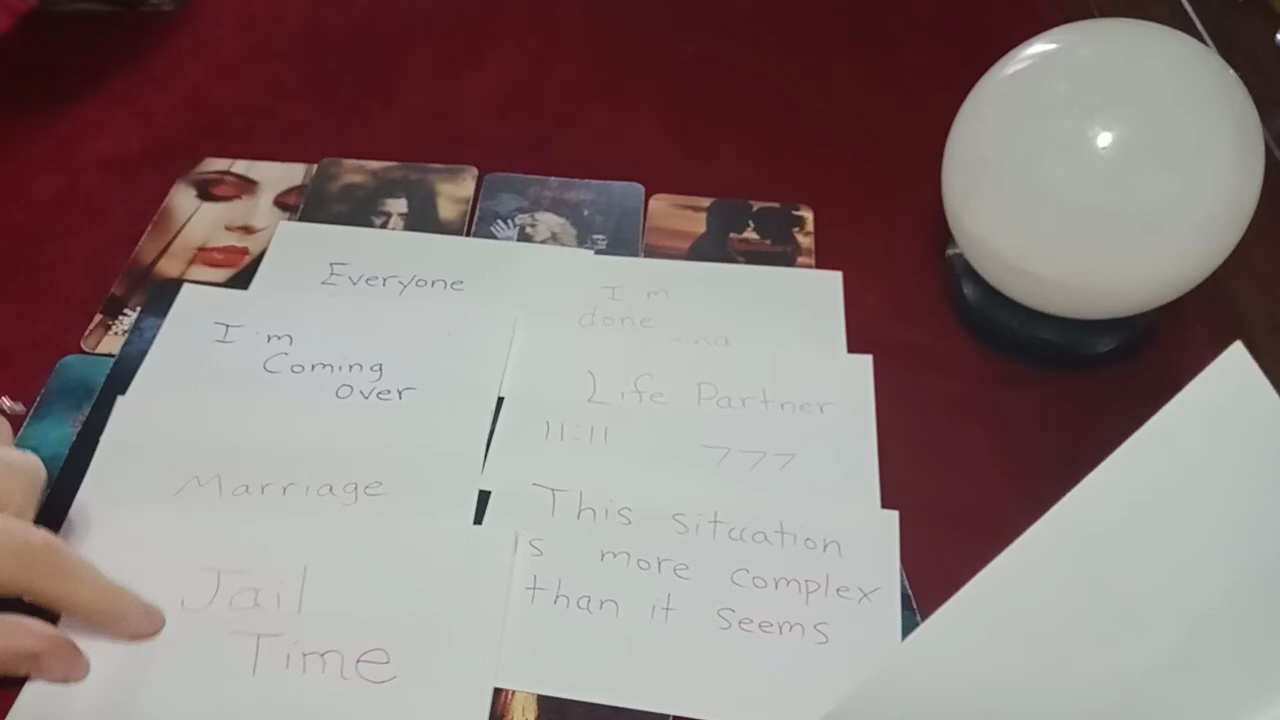 Everyone
I'm
Coming
Over
Marriage
Jail
Time
I'm
done
Life Partner
11:11 777
This situation
is more complex
than it seems